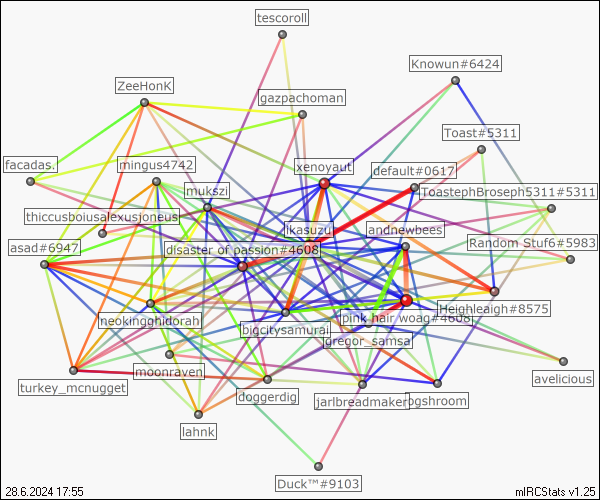 tescoroll
Knowun#6424
ZeeHonK
gazpachoman
Toast#5311
facadas.
mingus4742
xenoyaut
default#0617
mukszi
ToastephBroseph5311#5311
thiccusboiusalexusjoneus
likasuzu
andnewbees
asad#6947
disaster of passion#4608
Random Stuf6#5983
neokingghidorah
bigcitysamurai
pink hair woag#4608
Heighleigh#8575
gregor_samsa
moonraven
turkey_mcnugget
doggerdig
jarlbreadmaker
ogshroom
avelicious
lahnk
Duck™#9103
28.6.2024 17:55
mIRCStats v1.25